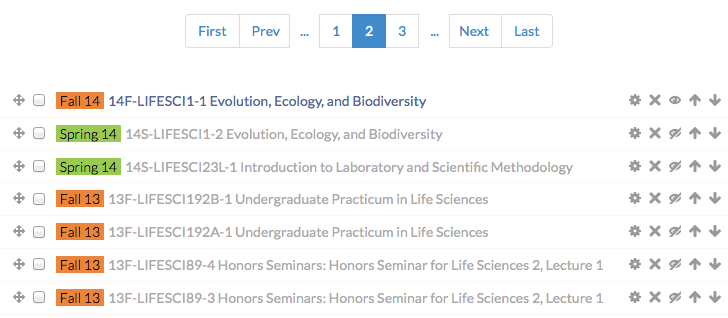 First Prev ... 1 2 3 ... Next Last
Fall 14 14F-LIFESCI1-1 Evolution, Ecology, and Biodiversity
Spring 14 14S-LIFESCI1-2 Evolution, Ecology, and Biodiversity
Spring 14 14S-LIFESCI23L-1 Introduction to Laboratory and Scientific Methodology
Fall 13 13F-LIFESCI192B-1 Undergraduate Practicum in Life Sciences
Fall 13 13F-LIFESCI192A-1 Undergraduate Practicum in Life Sciences
Fall 13 13F-LIFESCI89-4 Honors Seminars: Honors Seminar for Life Sciences 2, Lecture 1
Fall 13 13F-LIFESCI89-3 Honors Seminars: Honors Seminar for Life Sciences 2, Lecture 1